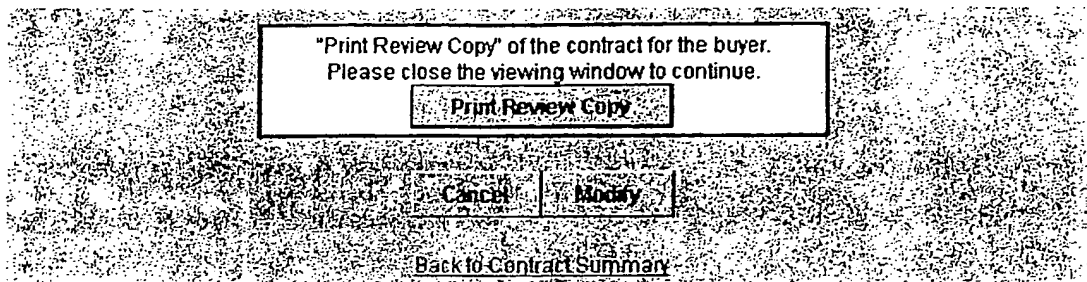 "Print Review Copy" of the contract for the buyer.
Please close the viewing window to continue.
Print Review Copy
Cancel Modify
Back to Contract Summary